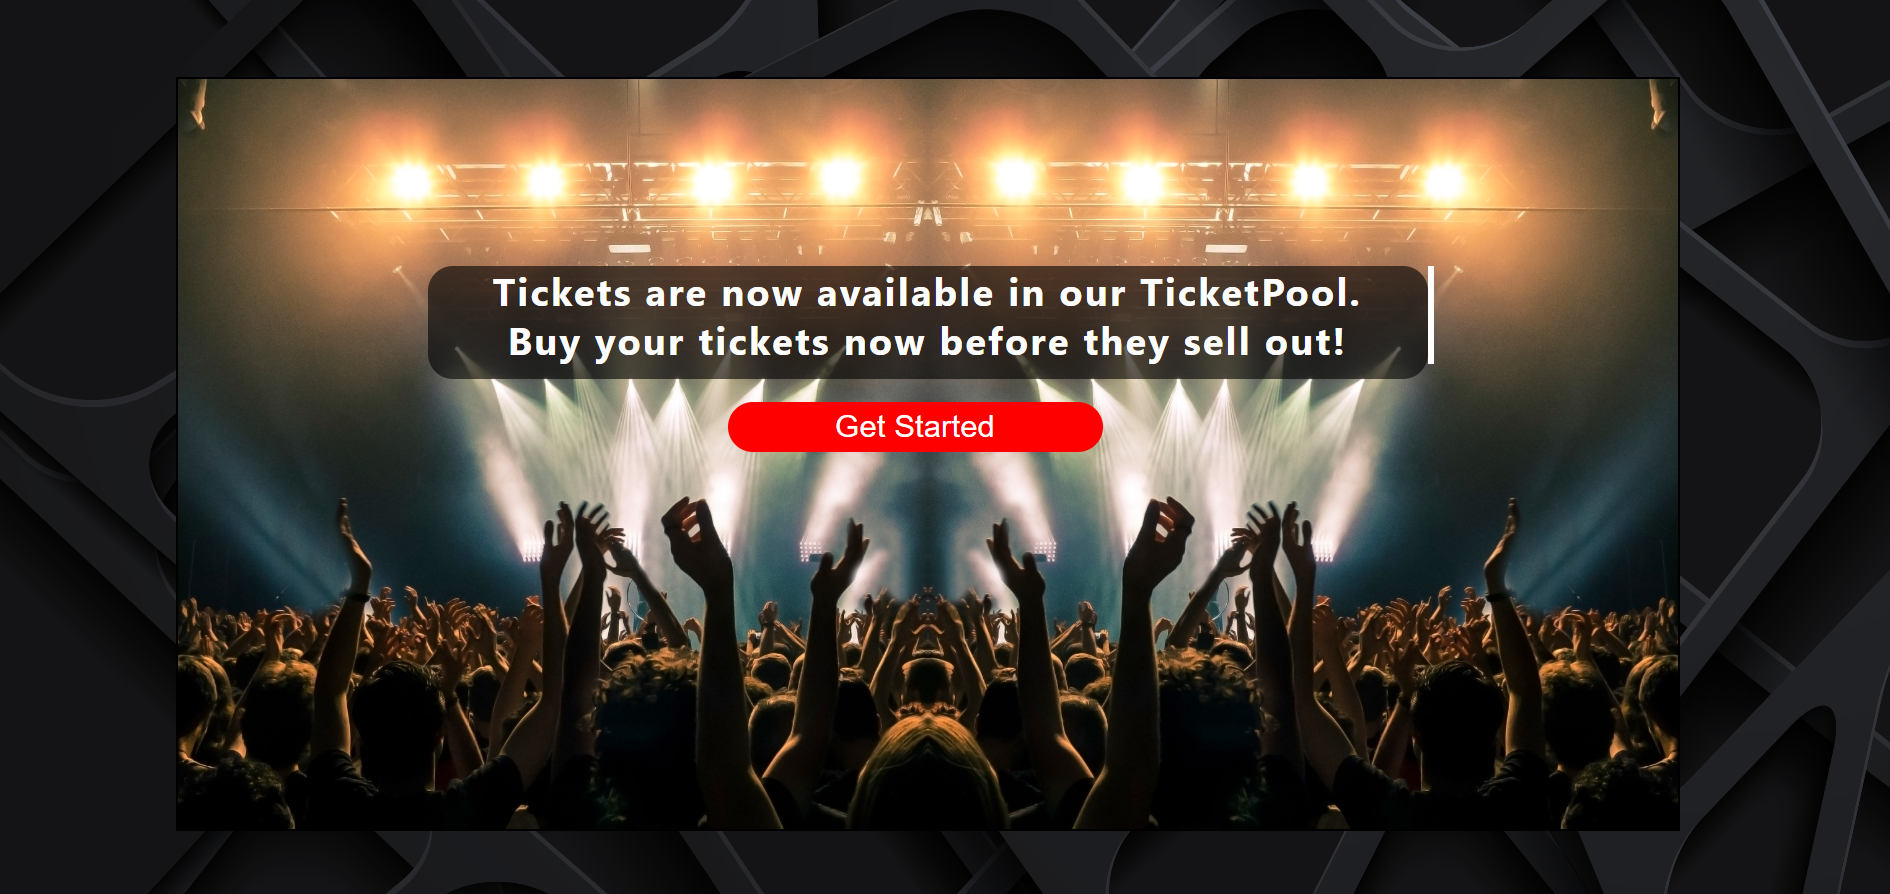 Tickets are now available in our TicketPool.
Buy your tickets now before they sell out!
Get Started